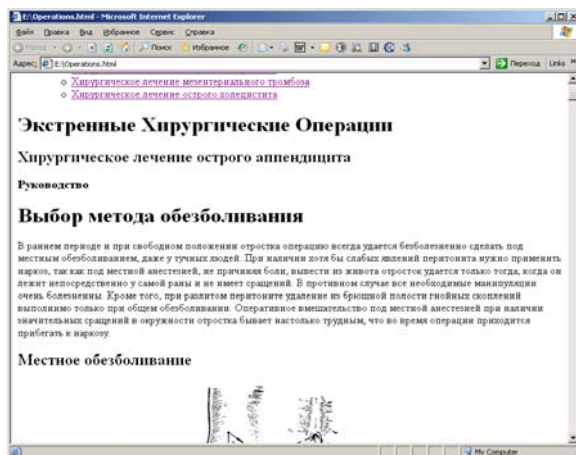 E:\Operations.html - Microsoft Internet Explorer
Файл Правка Вид Избранное Сервис Справка
Назад Поиск Избранное
Адрес: E:\Operations.html Переход Links »
Хирургическое лечение мезентериального тромбоза
Хирургическое лечение острого холецистита
Экстренные Хирургические Операции
Хирургическое лечение острого аппендицита
Руководство
Выбор метода обезболивания
В раннем периоде и при свободном положении отростка операцию всегда удается безболезненно сделать под
местным обезболиванием, даже у тучных людей. При наличии хотя бы слабых явлений перитонита нужно применить
наркоз, так как под местной анестезией, не причиняя боли, вывести из живота отросток удается только тогда, когда он
лежит непосредственно у самой раны и не имеет сращений. В противном случае все необходимые манипуляции
очень болезненны. Кроме того, при разлитом перитоните удаление из брюшной полости гнойных скоплений
выполнимо только при общем обезболивании. Оперативное вмешательство под местной анестезией при наличии
значительных сращений в окружности отростка бывает настолько трудным, что во время операции приходится
прибегать к наркозу.
Местное обезболивание
My Computer